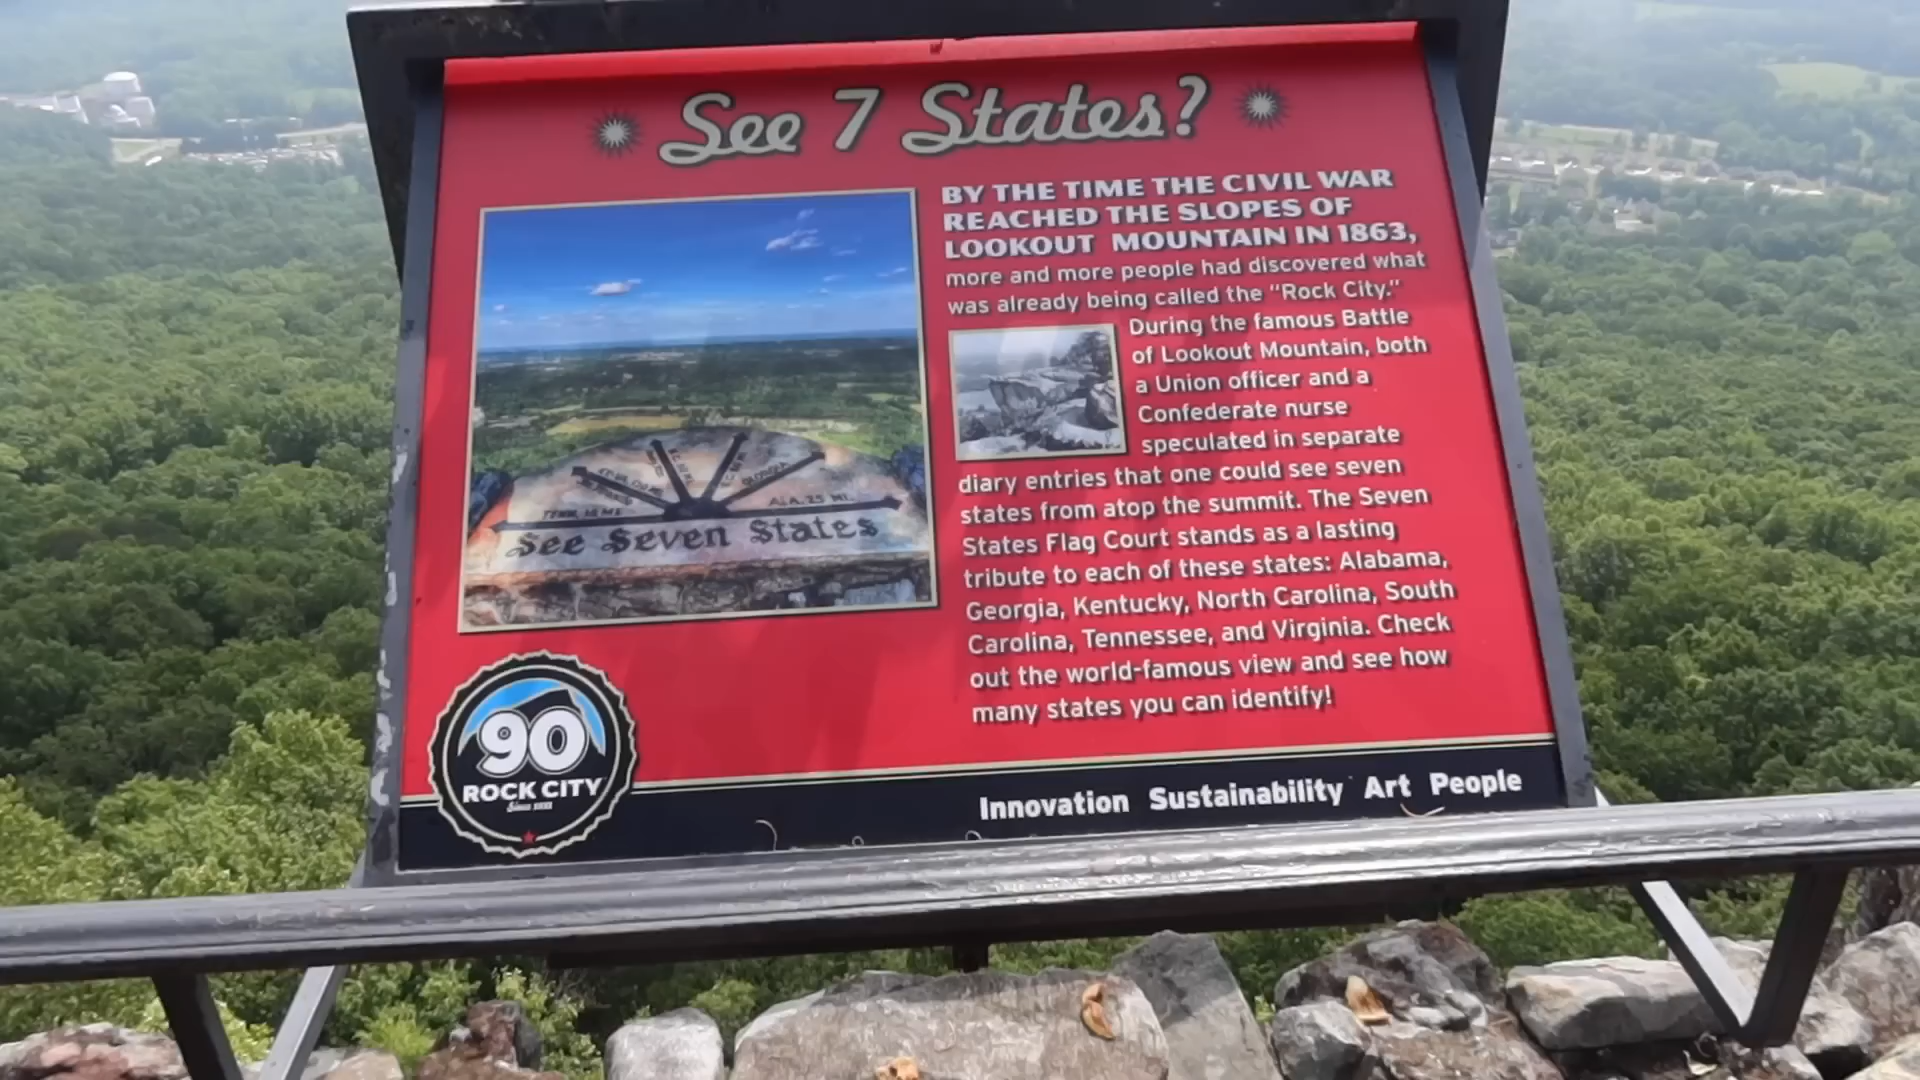 See 7 States?
BY THE TIME THE CIVIL WAR
REACHED THE SLOPES OF
LOOKOUT MOUNTAIN IN 1863,
more and more people had discovered what
was already being called the "Rock City."
During the famous Battle
of Lookout Mountain, both
a Union officer and a
Confederate nurse
speculated in separate
diary entries that one could see seven
states from atop the summit. The Seven
States Flag Court stands as a lasting
tribute to each of these states: Alabama,
Georgia, Kentucky, North Carolina, South
Carolina, Tennessee, and Virginia. Check
out the world-famous view and see how
many states you can identify!
GEORGIA
ALA. 25 MI.
See Seven States
90
ROCK CITY
Since
Innovation Sustainability Art People